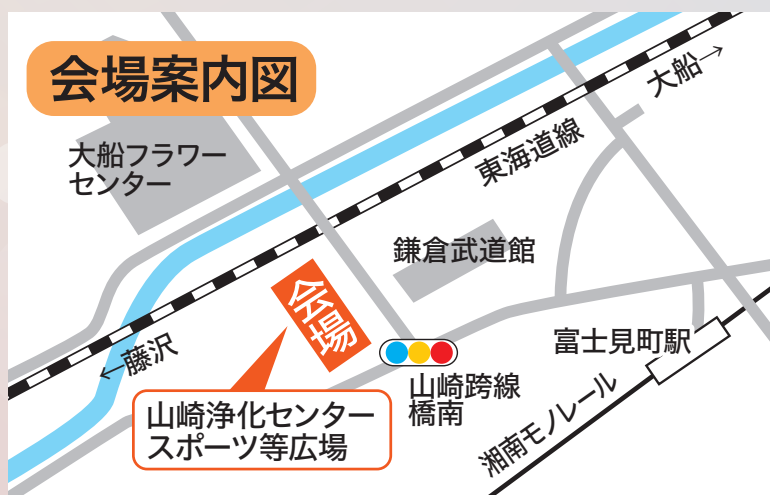 会場案内図
大船→
大船フラワー
センター
東海道線
鎌倉武道館
会場
←藤沢
富士見町駅
山崎跨線
橋南
山崎浄化センター
スポーツ等広場
湘南モノレール